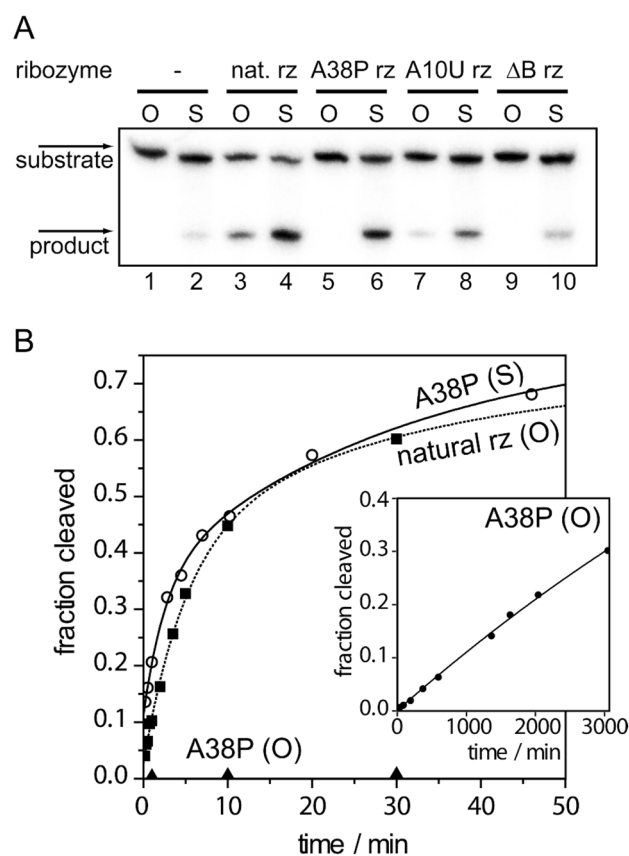 A
ribozyme - nat. rz A38P rz A10U rz ΔB rz
O S O S O S O S O S
substrate
product
1 2 3 4 5 6 7 8 9 10
B
0.7
0.6
0.5
0.4
0.3
0.2
0.1
0.0
fraction cleaved
A38P (S)
natural rz (O)
A38P (O)
0 10 20 30 40 50
time / min
A38P (O)
0.4
0.3
0.2
0.1
0.0
fraction cleaved
0 1000 2000 3000
time / min